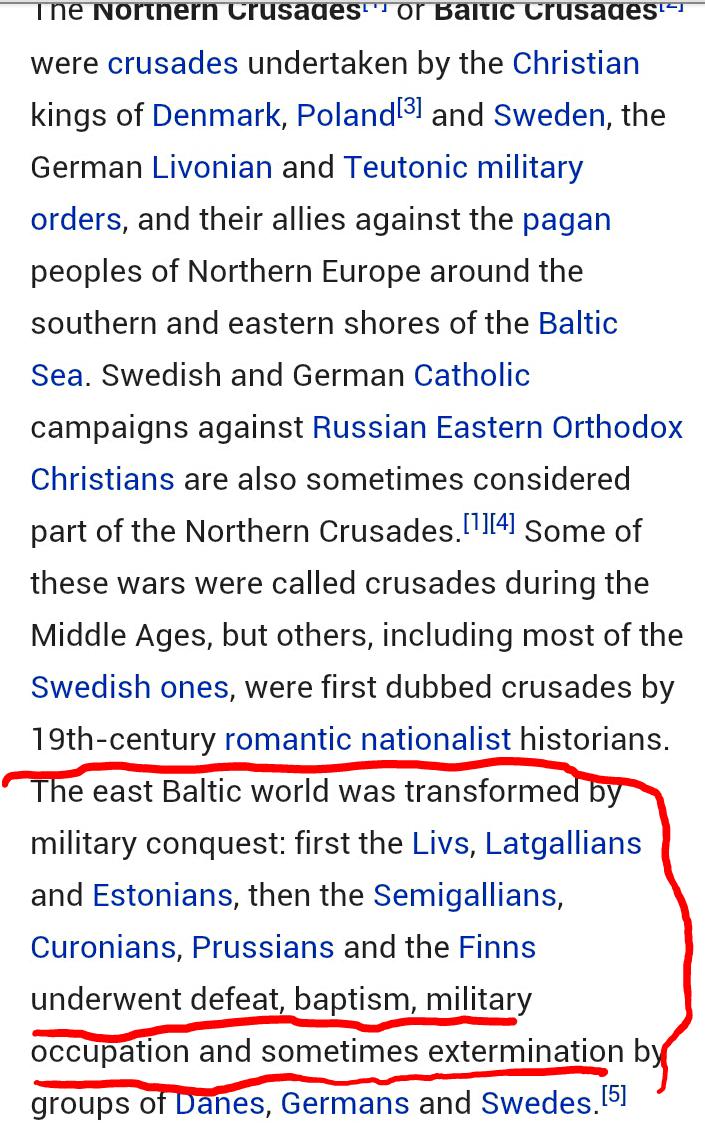 The Northern Crusades[1] or Baltic Crusades[2]
were crusades undertaken by the Christian
kings of Denmark, Poland[3] and Sweden, the
German Livonian and Teutonic military
orders, and their allies against the pagan
peoples of Northern Europe around the
southern and eastern shores of the Baltic
Sea. Swedish and German Catholic
campaigns against Russian Eastern Orthodox
Christians are also sometimes considered
part of the Northern Crusades.[1][4] Some of
these wars were called crusades during the
Middle Ages, but others, including most of the
Swedish ones, were first dubbed crusades by
19th-century romantic nationalist historians.
The east Baltic world was transformed by
military conquest: first the Livs, Latgallians
and Estonians, then the Semigallians,
Curonians, Prussians and the Finns
underwent defeat, baptism, military
occupation and sometimes extermination by
groups of Danes, Germans and Swedes.[5]